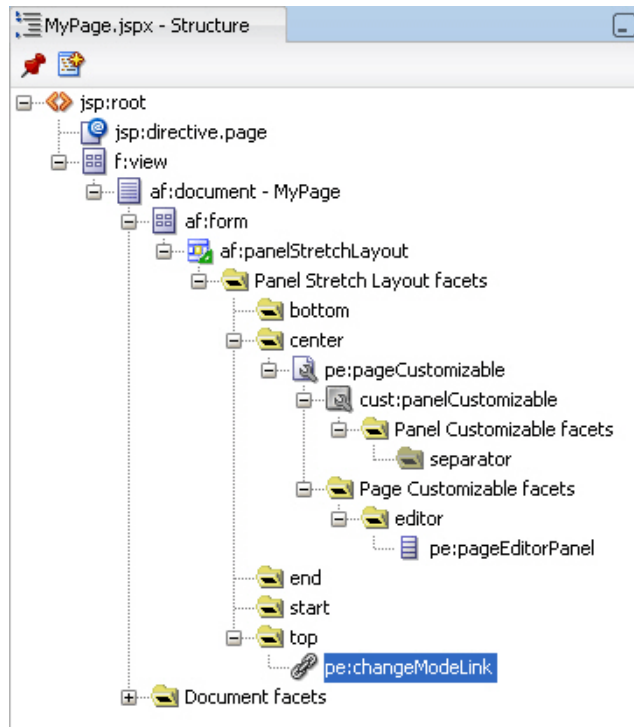 MyPage.jspx - Structure
jsp:root
jsp:directive.page
f:view
af:document - MyPage
af:form
af:panelStretchLayout
Panel Stretch Layout facets
bottom
center
pe:pageCustomizable
cust:panelCustomizable
Panel Customizable facets
separator
Page Customizable facets
editor
pe:pageEditorPanel
end
start
top
pe:changeModeLink
Document facets